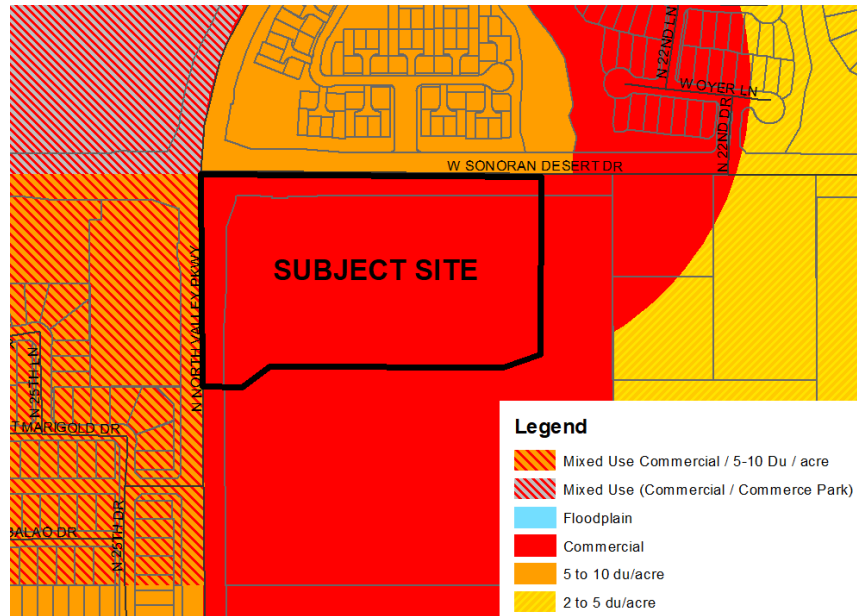 N 22ND LN
W OYER LN
N 22ND DR
W SONORAN DESERT DR
SUBJECT SITE
N NORTH VALLEY PKWY
N 25TH LN
T MARIGOLD DR
BALAO DR
N 25TH DR
Legend
Mixed Use Commercial / 5-10 Du / acre
Mixed Use (Commercial / Commerce Park)
Floodplain
Commercial
5 to 10 du/acre
2 to 5 du/acre